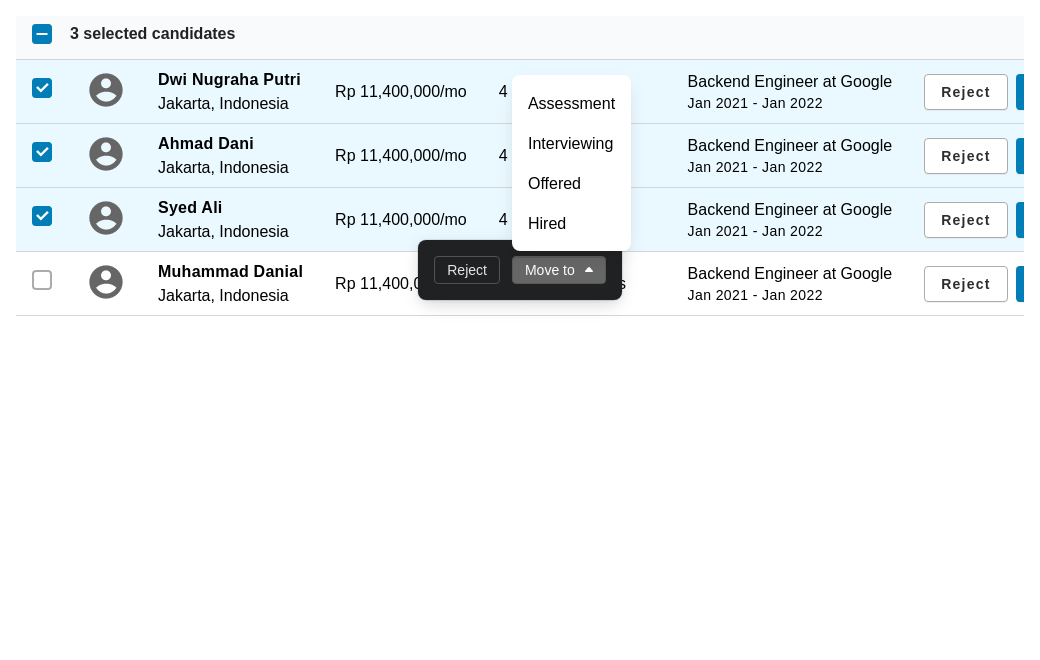 3 selected candidates
Dwi Nugraha Putri
Jakarta, Indonesia
Rp 11,400,000/mo
4
Backend Engineer at Google
Jan 2021 - Jan 2022
Reject
Ahmad Dani
Jakarta, Indonesia
Rp 11,400,000/mo
4
Backend Engineer at Google
Jan 2021 - Jan 2022
Reject
Syed Ali
Jakarta, Indonesia
Rp 11,400,000/mo
4
Backend Engineer at Google
Jan 2021 - Jan 2022
Reject
Muhammad Danial
Jakarta, Indonesia
Rp 11,400,0
Backend Engineer at Google
Jan 2021 - Jan 2022
Reject
Assessment
Interviewing
Offered
Hired
Reject
Move to